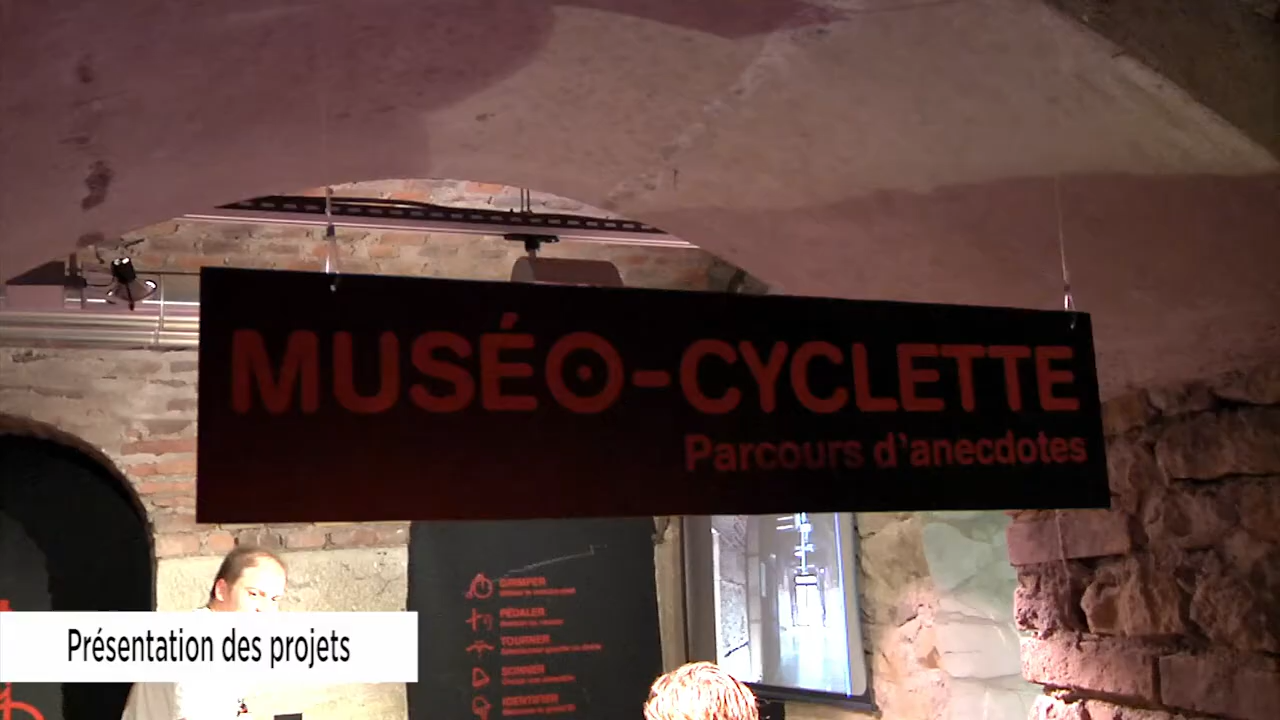 MUSÉO-CYCLETTE
Parcours d'anecdotes
GRIMPER
PÉDALER
TOURNER
SONNER
IDENTIFIER
Présentation des projets